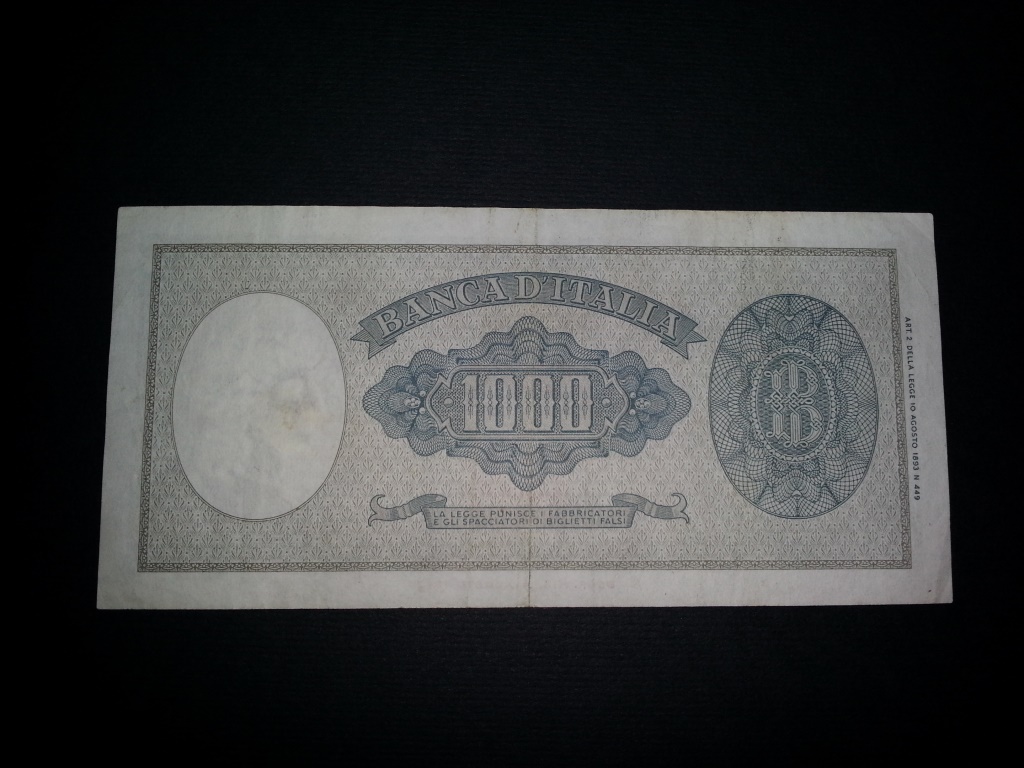 BANCA D'ITALIA
1000
B
LA LEGGE PUNISCE I FABBRICATORI
E GLI SPACCIATORI DI BIGLIETTI FALSI
ART. 2 DELLA LEGGE 10 AGOSTO 1893 N 449